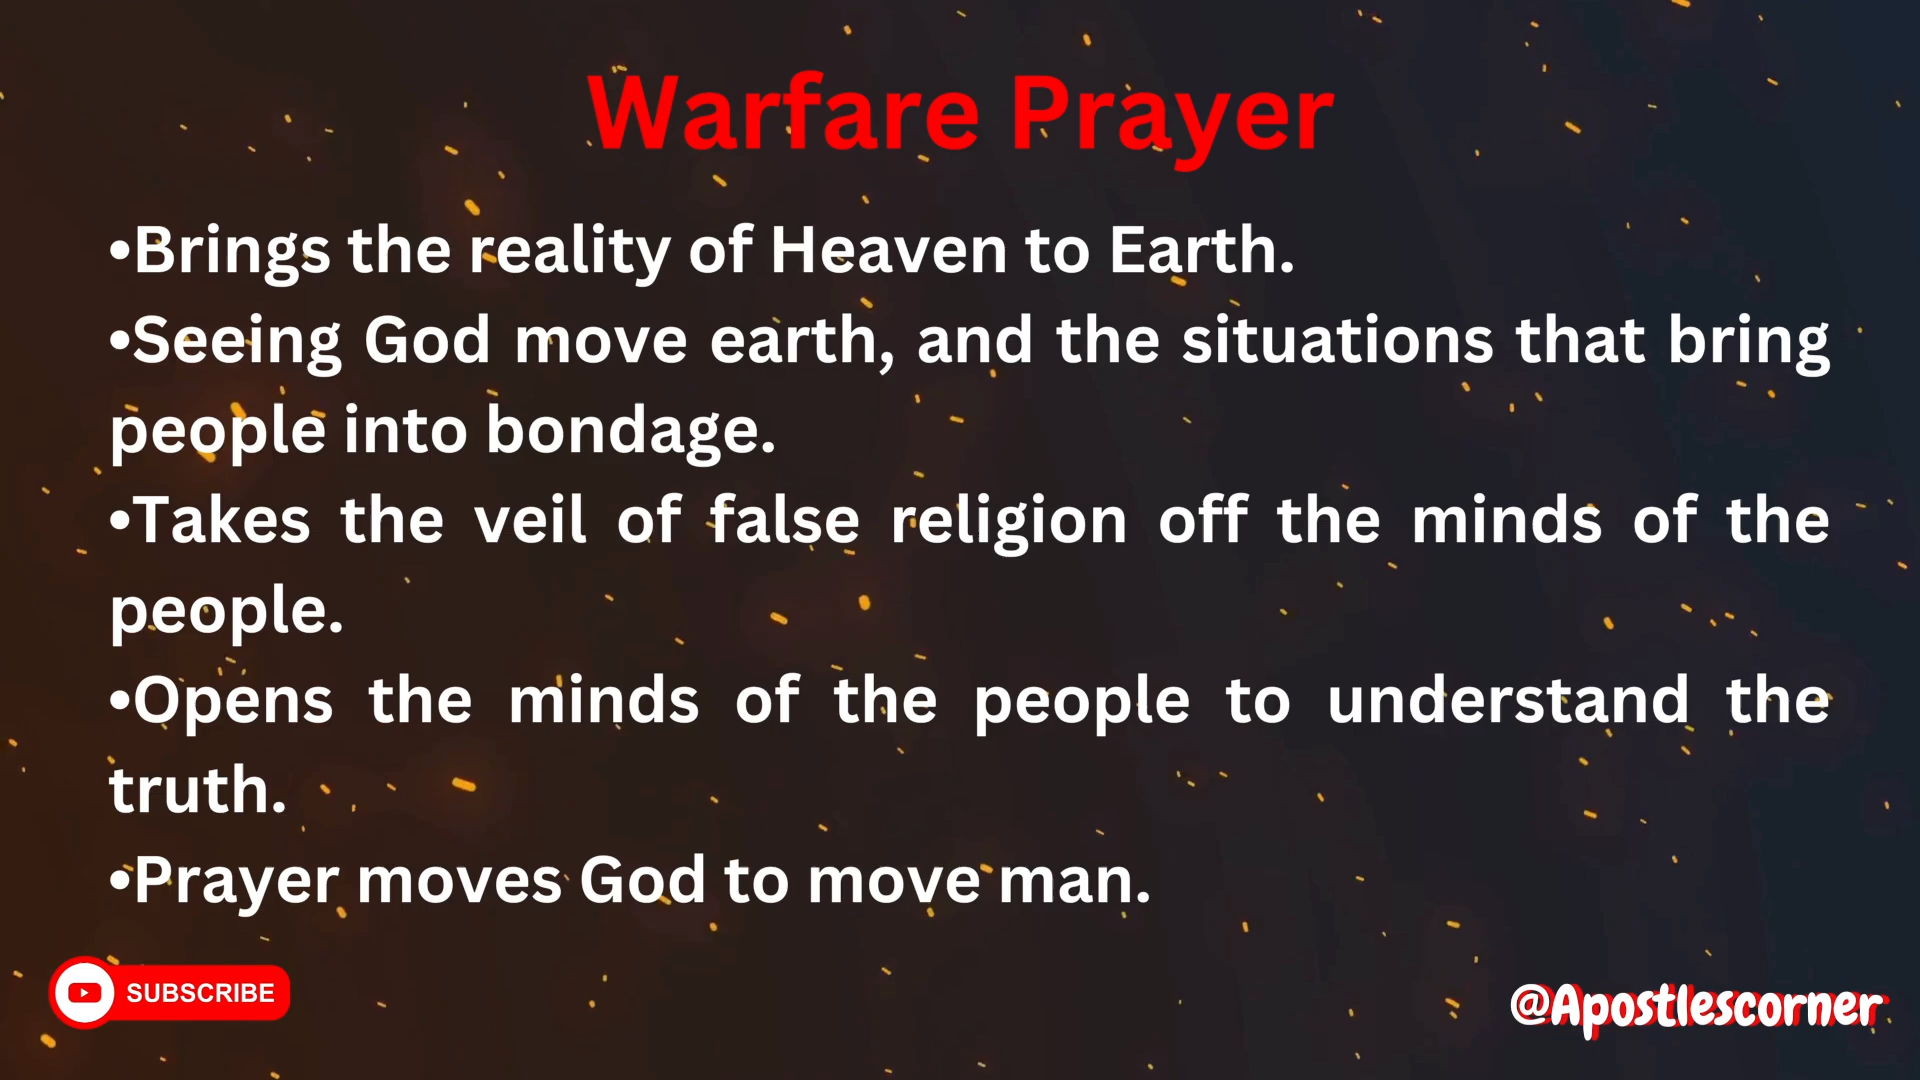 Warfare Prayer
•Brings the reality of Heaven to Earth.
•Seeing God move earth, and the situations that bring
people into bondage.
•Takes the veil of false religion off the minds of the
people.
•Opens the minds of the people to understand the
truth.
•Prayer moves God to move man.
SUBSCRIBE
@Apostlescorner